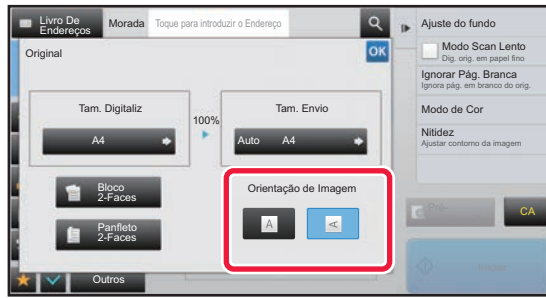 Livro De
Endereços
Morada
Toque para introduzir o Endereço
Ajuste do fundo
Original
OK
Modo Scan Lento
Dig. orig. em papel fino
Ignorar Pág. Branca
Ignora pág. em branco do orig.
Tam. Digitaliz
100%
Tam. Envio
Modo de Cor
A4
Auto A4
Nitidez
Ajustar contorno da imagem
Bloco
2-Faces
Orientação de Imagem
A
A
Panfleto
2-Faces
CA
Outros